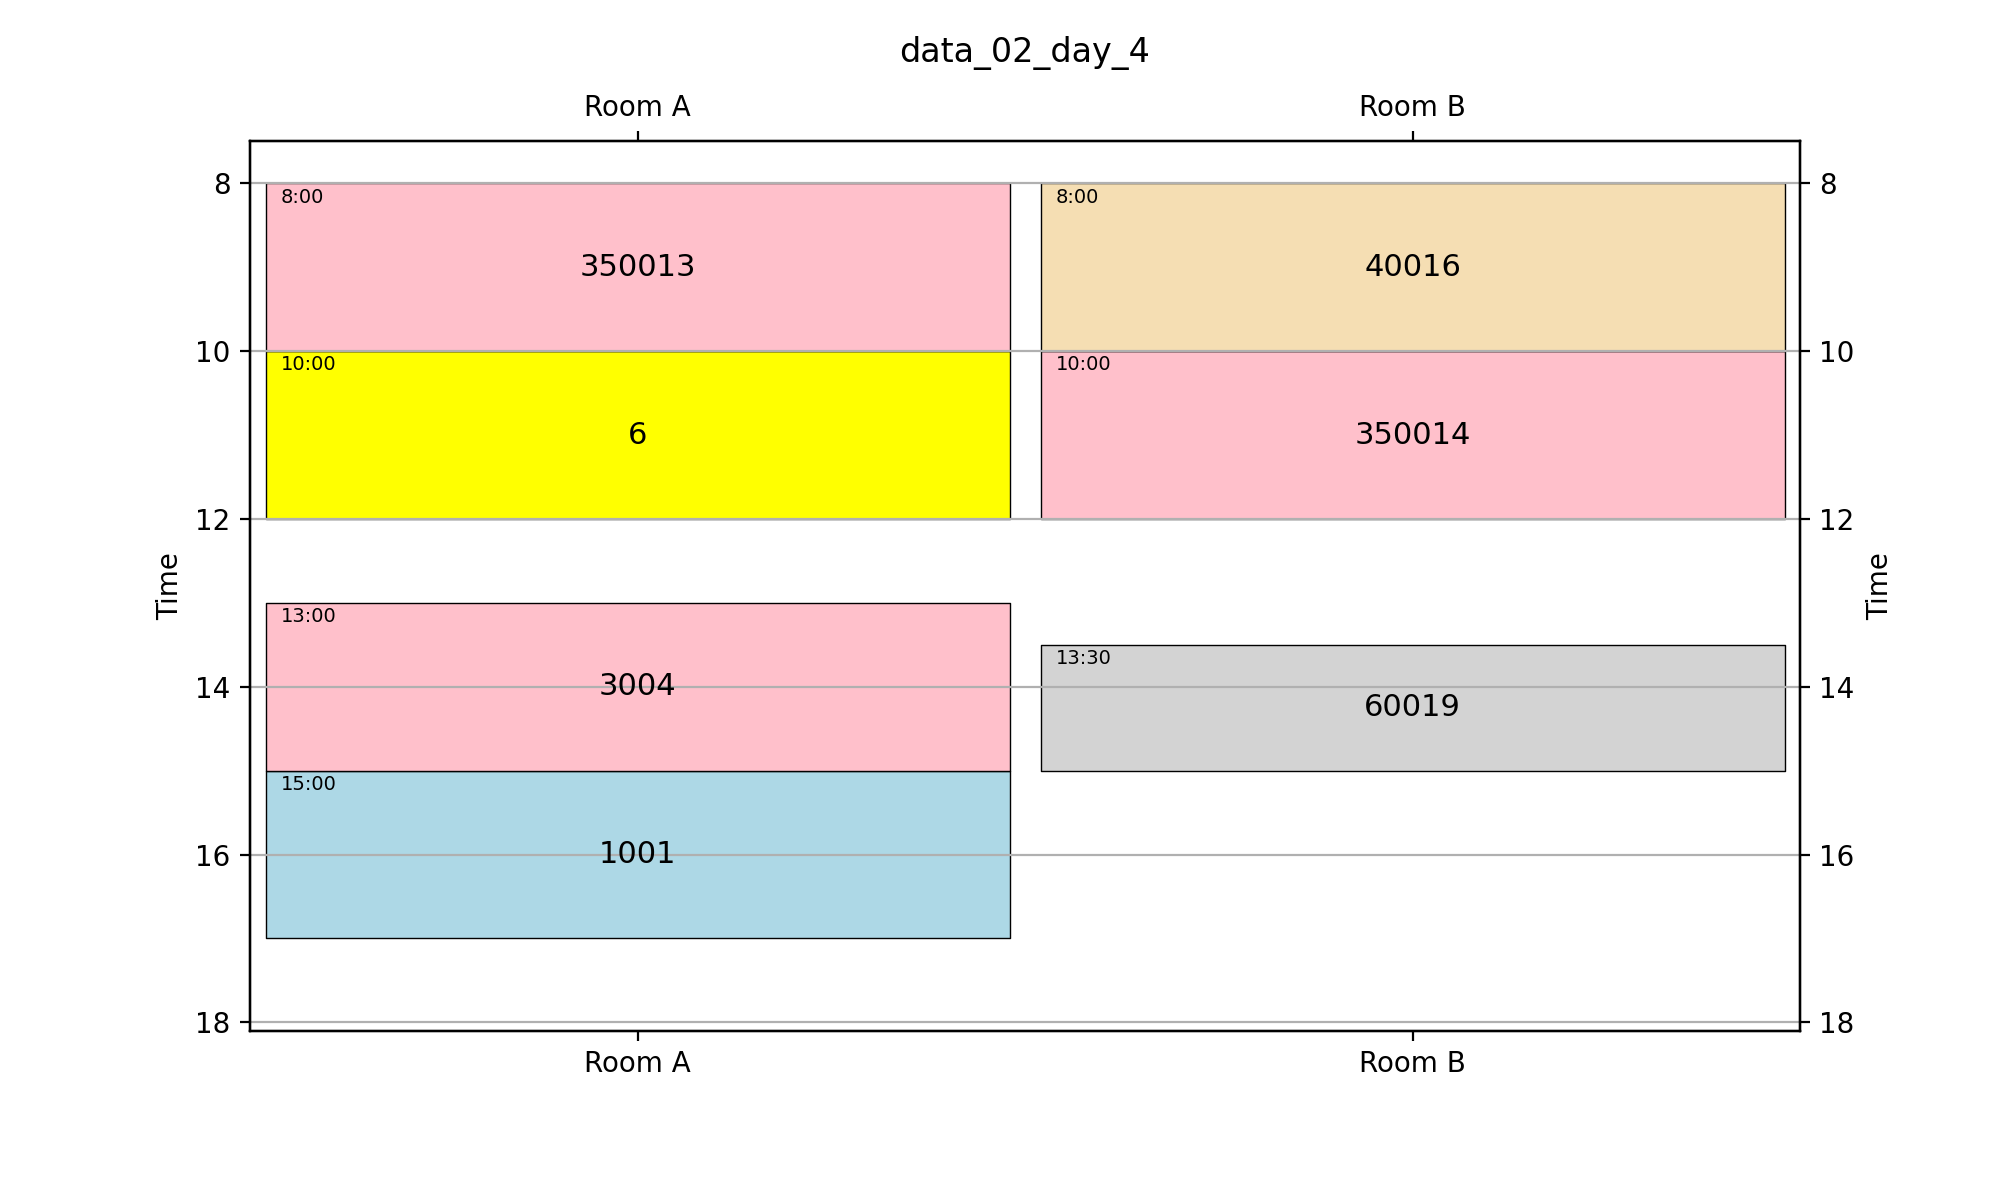 data_02_day_4
Room A Room B
8 8:00 8:00 8
350013 40016
10 10:00 10:00 10
6 350014
12 12
Time 13:00 Time
13:30
14 3004 14
60019
15:00
16 1001 16
18 18
Room A Room B